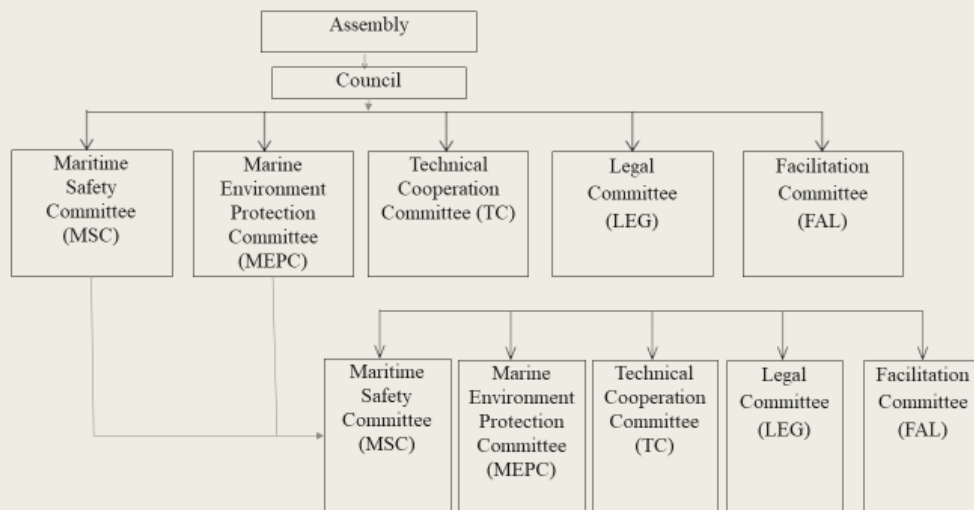 Assembly
Council
Maritime
Safety
Committee
(MSC)
Marine
Environment
Protection
Committee
(MEPC)
Technical
Cooperation
Committee (TC)
Legal
Committee
(LEG)
Facilitation
Committee
(FAL)
Maritime
Safety
Committee
(MSC)
Marine
Environment
Protection
Committee
(MEPC)
Technical
Cooperation
Committee
(TC)
Legal
Committee
(LEG)
Facilitation
Committee
(FAL)